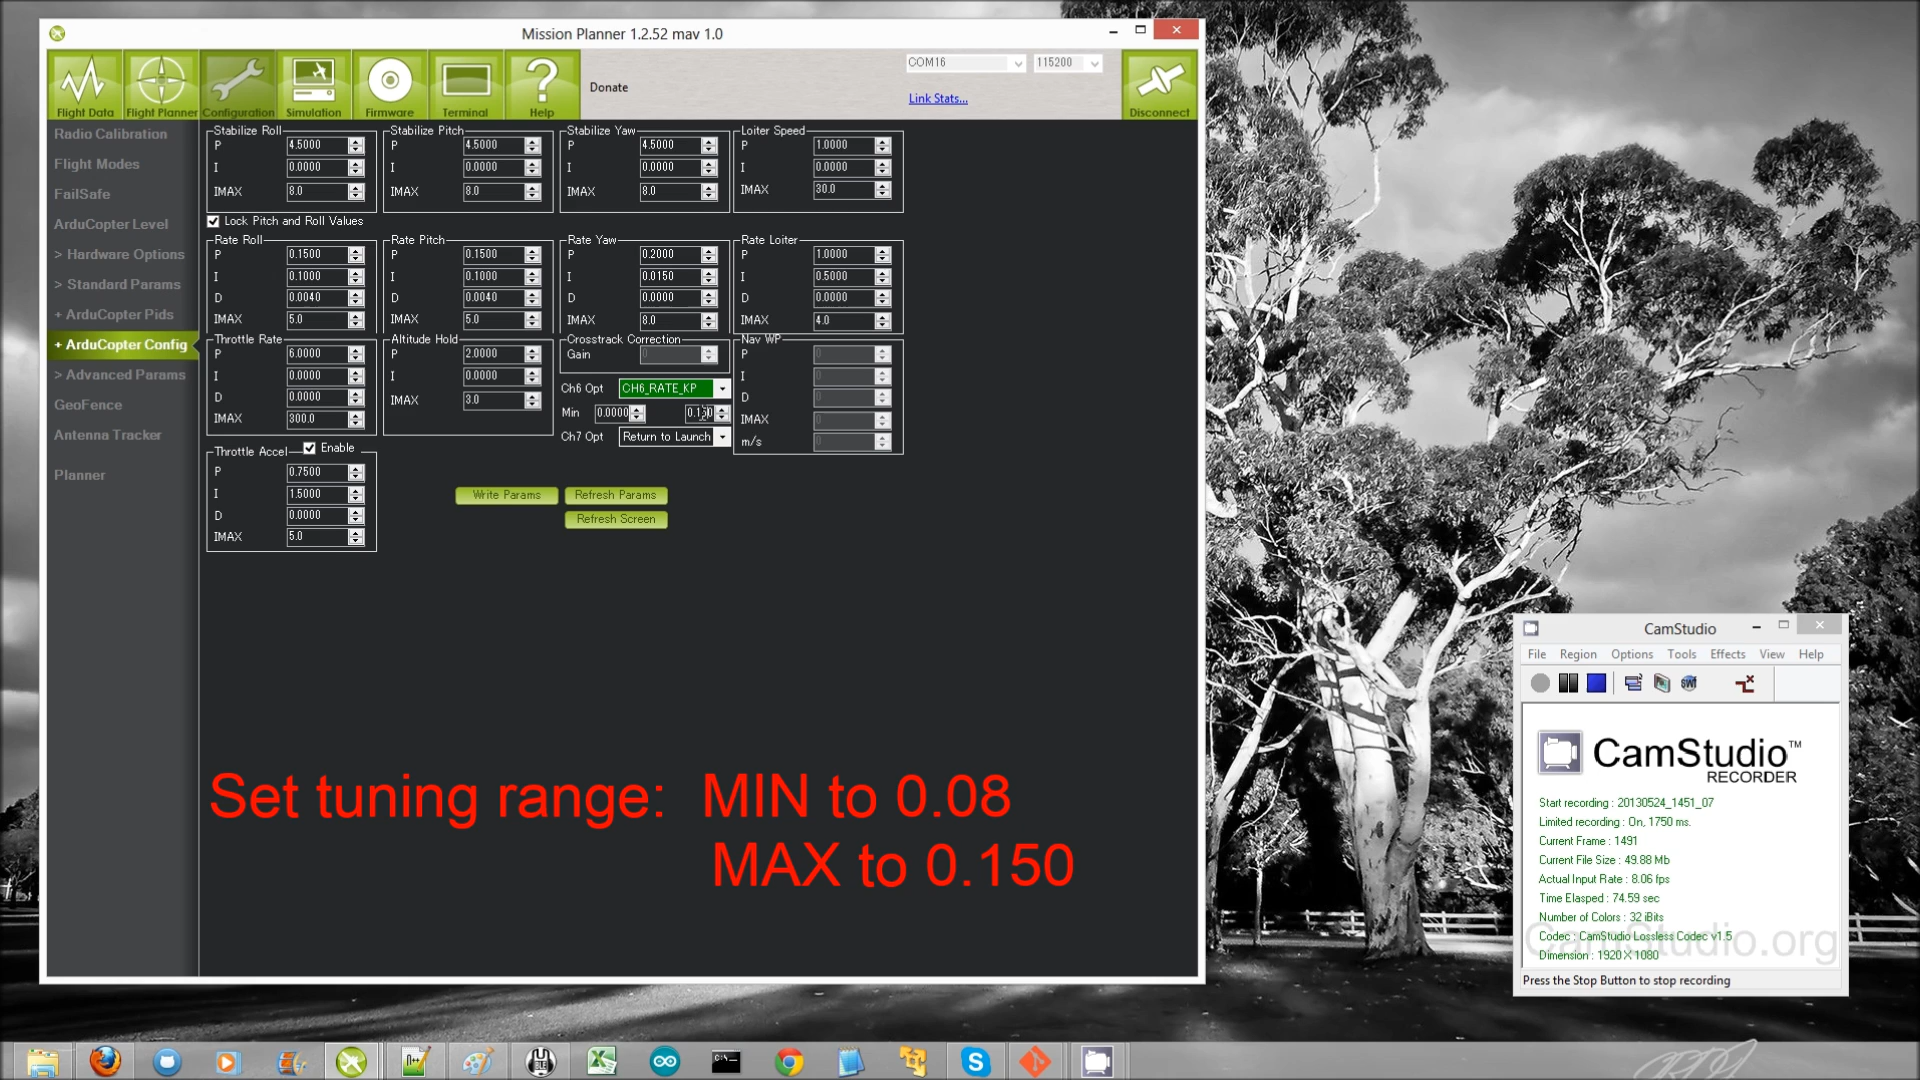 Mission Planner 1.2.52 mav 1.0
Flight Data
Flight Planner
Configuration
Simulation
Firmware
Terminal
Help
Donate
COM16
115200
Link Stats...
Disconnect
Radio Calibration
Flight Modes
FailSafe
ArduCopter Level
> Hardware Options
> Standard Params
+ ArduCopter Pids
+ ArduCopter Config
> Advanced Params
GeoFence
Antenna Tracker
Planner
Stabilize Roll
P 4.5000
I 0.0000
IMAX 8.0
Stabilize Pitch
P 4.5000
I 0.0000
IMAX 8.0
Stabilize Yaw
P 4.5000
I 0.0000
IMAX 8.0
Loiter Speed
P 1.0000
I 0.0000
IMAX 30.0
Lock Pitch and Roll Values
Rate Roll
P 0.1500
I 0.1000
D 0.0040
IMAX 5.0
Rate Pitch
P 0.1500
I 0.1000
D 0.0040
IMAX 5.0
Rate Yaw
P 0.2000
I 0.0150
D 0.0000
IMAX 8.0
Rate Loiter
P 1.0000
I 0.5000
D 0.0000
IMAX 4.0
Throttle Rate
P 6.0000
I 0.0000
D 0.0000
IMAX 300.0
Altitude Hold
P 2.0000
I 0.0000
IMAX 3.0
Crosstrack Correction
Gain 0
Ch6 Opt CH6_RATE_KP
Min 0.0000
Ch7 Opt Return to Launch
Nav WP
P 0
I 0
D 0
IMAX 0
m/s 0
Throttle Accel Enable
P 0.7500
I 1.5000
D 0.0000
IMAX 5.0
Write Params
Refresh Params
Refresh Screen
Set tuning range: MIN to 0.08
MAX to 0.150
CamStudio
File Region Options Tools Effects View Help
CamStudio™
RECORDER
Start recording : 20130524_1451_07
Limited recording : On, 1750 ms.
Current Frame : 1491
Current File Size : 49.88 Mb
Actual Input Rate : 8.06 fps
Time Elasped : 74.59 sec
Number of Colors : 32 iBits
Codec : CamStudio Lossless Codec v1.5
Dimension : 1920 X 1080
CamStudio.org
Press the Stop Button to stop recording